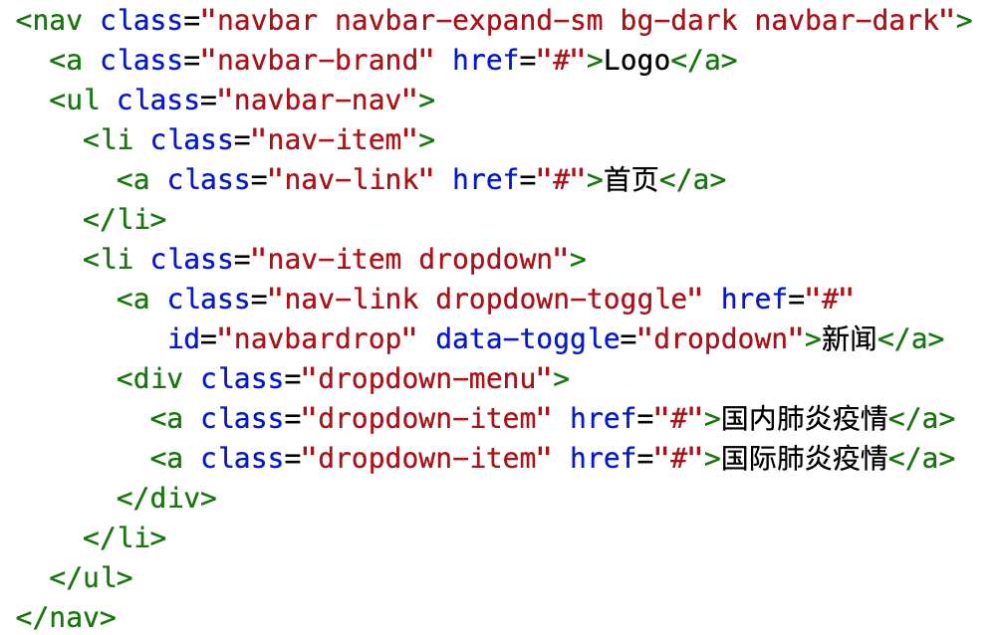 <nav class="navbar navbar-expand-sm bg-dark navbar-dark">
  <a class="navbar-brand" href="#">Logo</a>
  <ul class="navbar-nav">
    <li class="nav-item">
      <a class="nav-link" href="#">首页</a>
    </li>
    <li class="nav-item dropdown">
      <a class="nav-link dropdown-toggle" href="#"
         id="navbardrop" data-toggle="dropdown">新闻</a>
      <div class="dropdown-menu">
        <a class="dropdown-item" href="#">国内肺炎疫情</a>
        <a class="dropdown-item" href="#">国际肺炎疫情</a>
      </div>
    </li>
  </ul>
</nav>